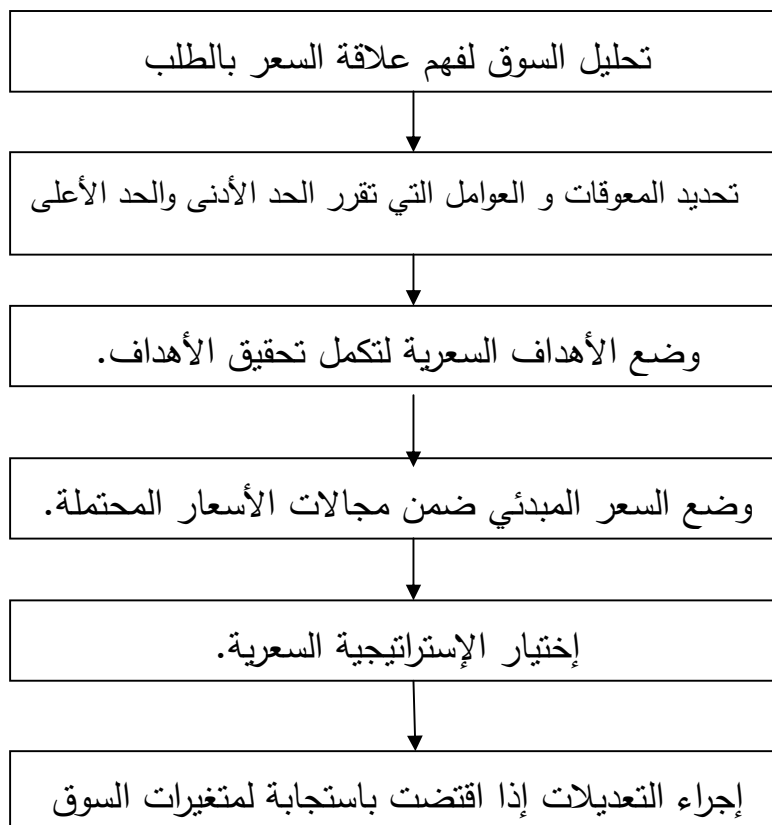 تحليل السوق لفهم علاقة السعر بالطلب
تحديد المعوقات و العوامل التي تقرر الحد الأدنى والحد الأعلى
وضع الأهداف السعرية لتكمل تحقيق الأهداف.
وضع السعر المبدئي ضمن مجالات الأسعار المحتملة.
إختيار الإستراتيجية السعرية.
إجراء التعديلات إذا اقتضت باستجابة لمتغيرات السوق